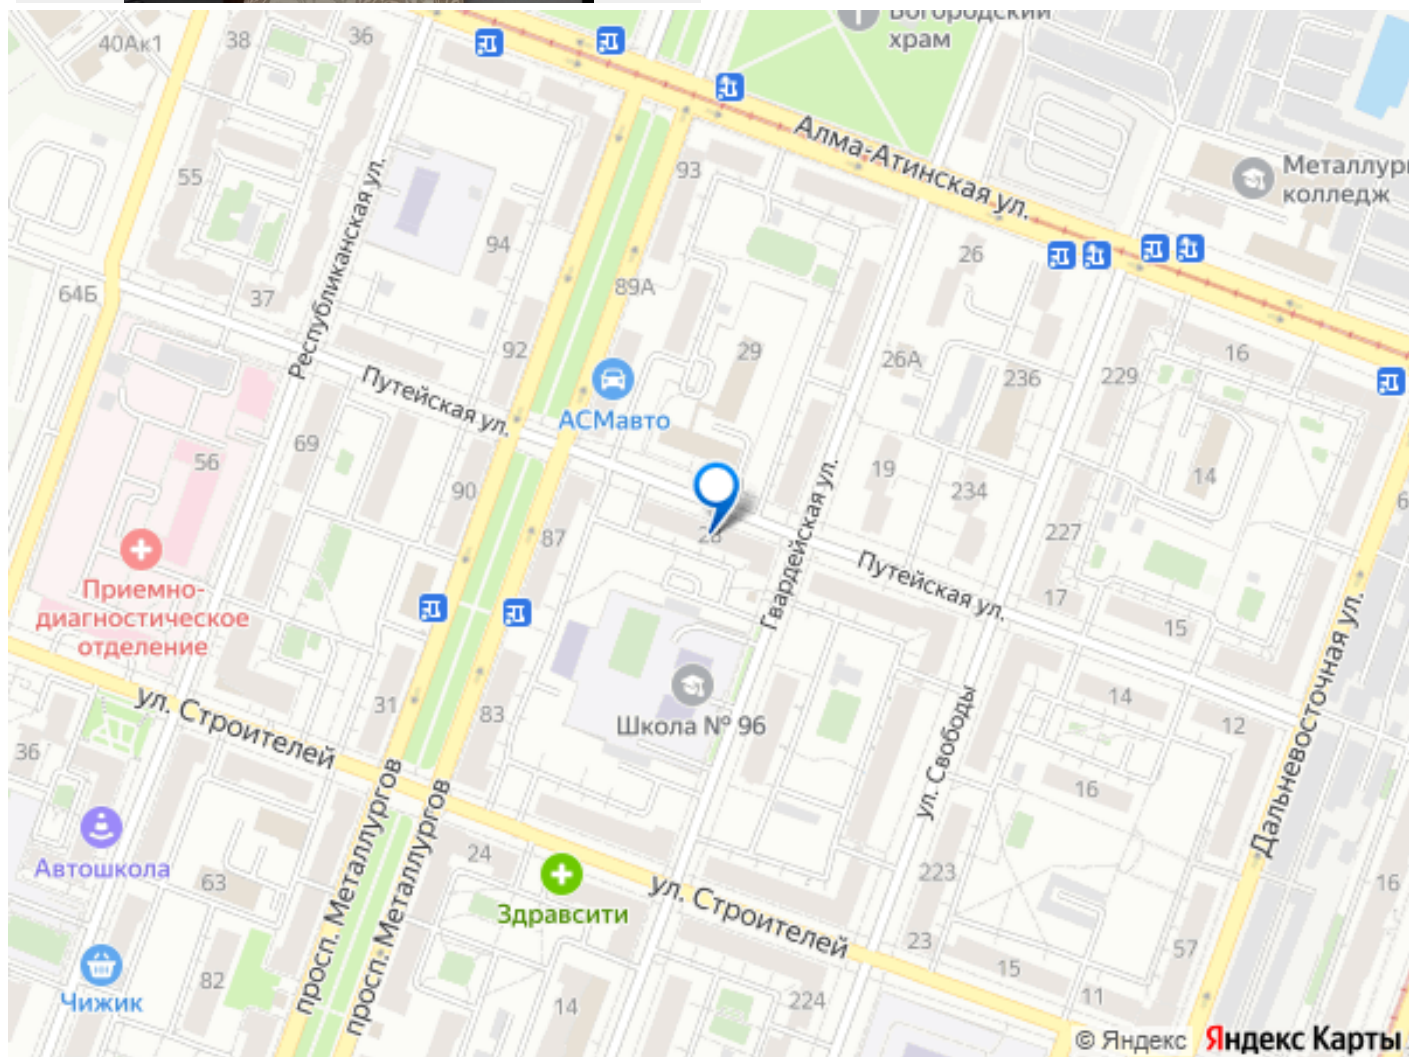 Богородский
храм
40Ак1
38
36
Алма-Атинская ул.
Металлург
колледж
93
55
Республиканская ул.
94
26
89А
64Б
37
92
29
26А
236
229
16
Путейская ул.
АСМавто
69
56
90
19
234
14
Гвардейская ул.
28
87
227
Путейская ул.
17
15
Приемно-
диагностическое
отделение
Дальневосточная ул.
31
83
Школа № 96
14
12
ул. Строителей
36
ул. Свободы
16
просп. Металлургов
просп. Металлургов
Автошкола
63
24
223
16
ул. Строителей
Здравсити
23
57
82
15
Чижик
14
224
11
© Яндекс
Яндекс Карты